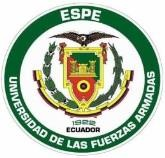 ESPE
UNIVERSIDAD DE LAS FUERZAS ARMADAS
1922
ECUADOR